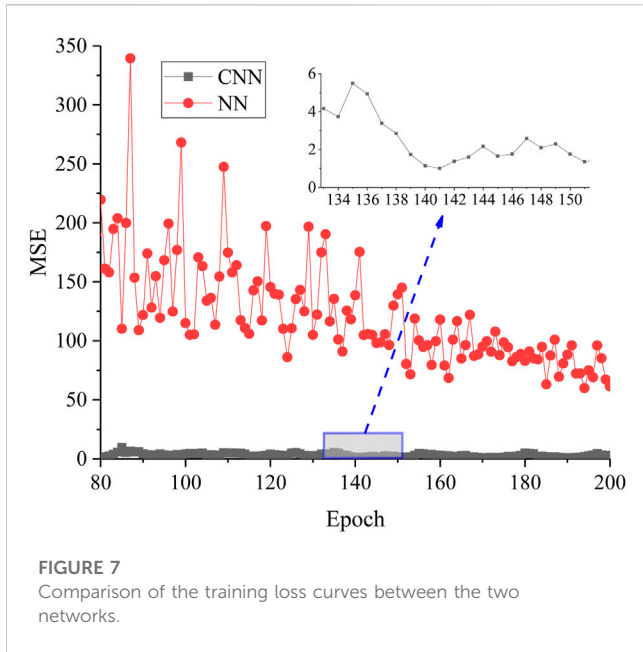 350
300
250
200
150
100
50
0
MSE
CNN
NN
6
4
2
0
134 136 138 140 142 144 146 148 150
80 100 120 140 160 180 200
Epoch
FIGURE 7
Comparison of the training loss curves between the two
networks.